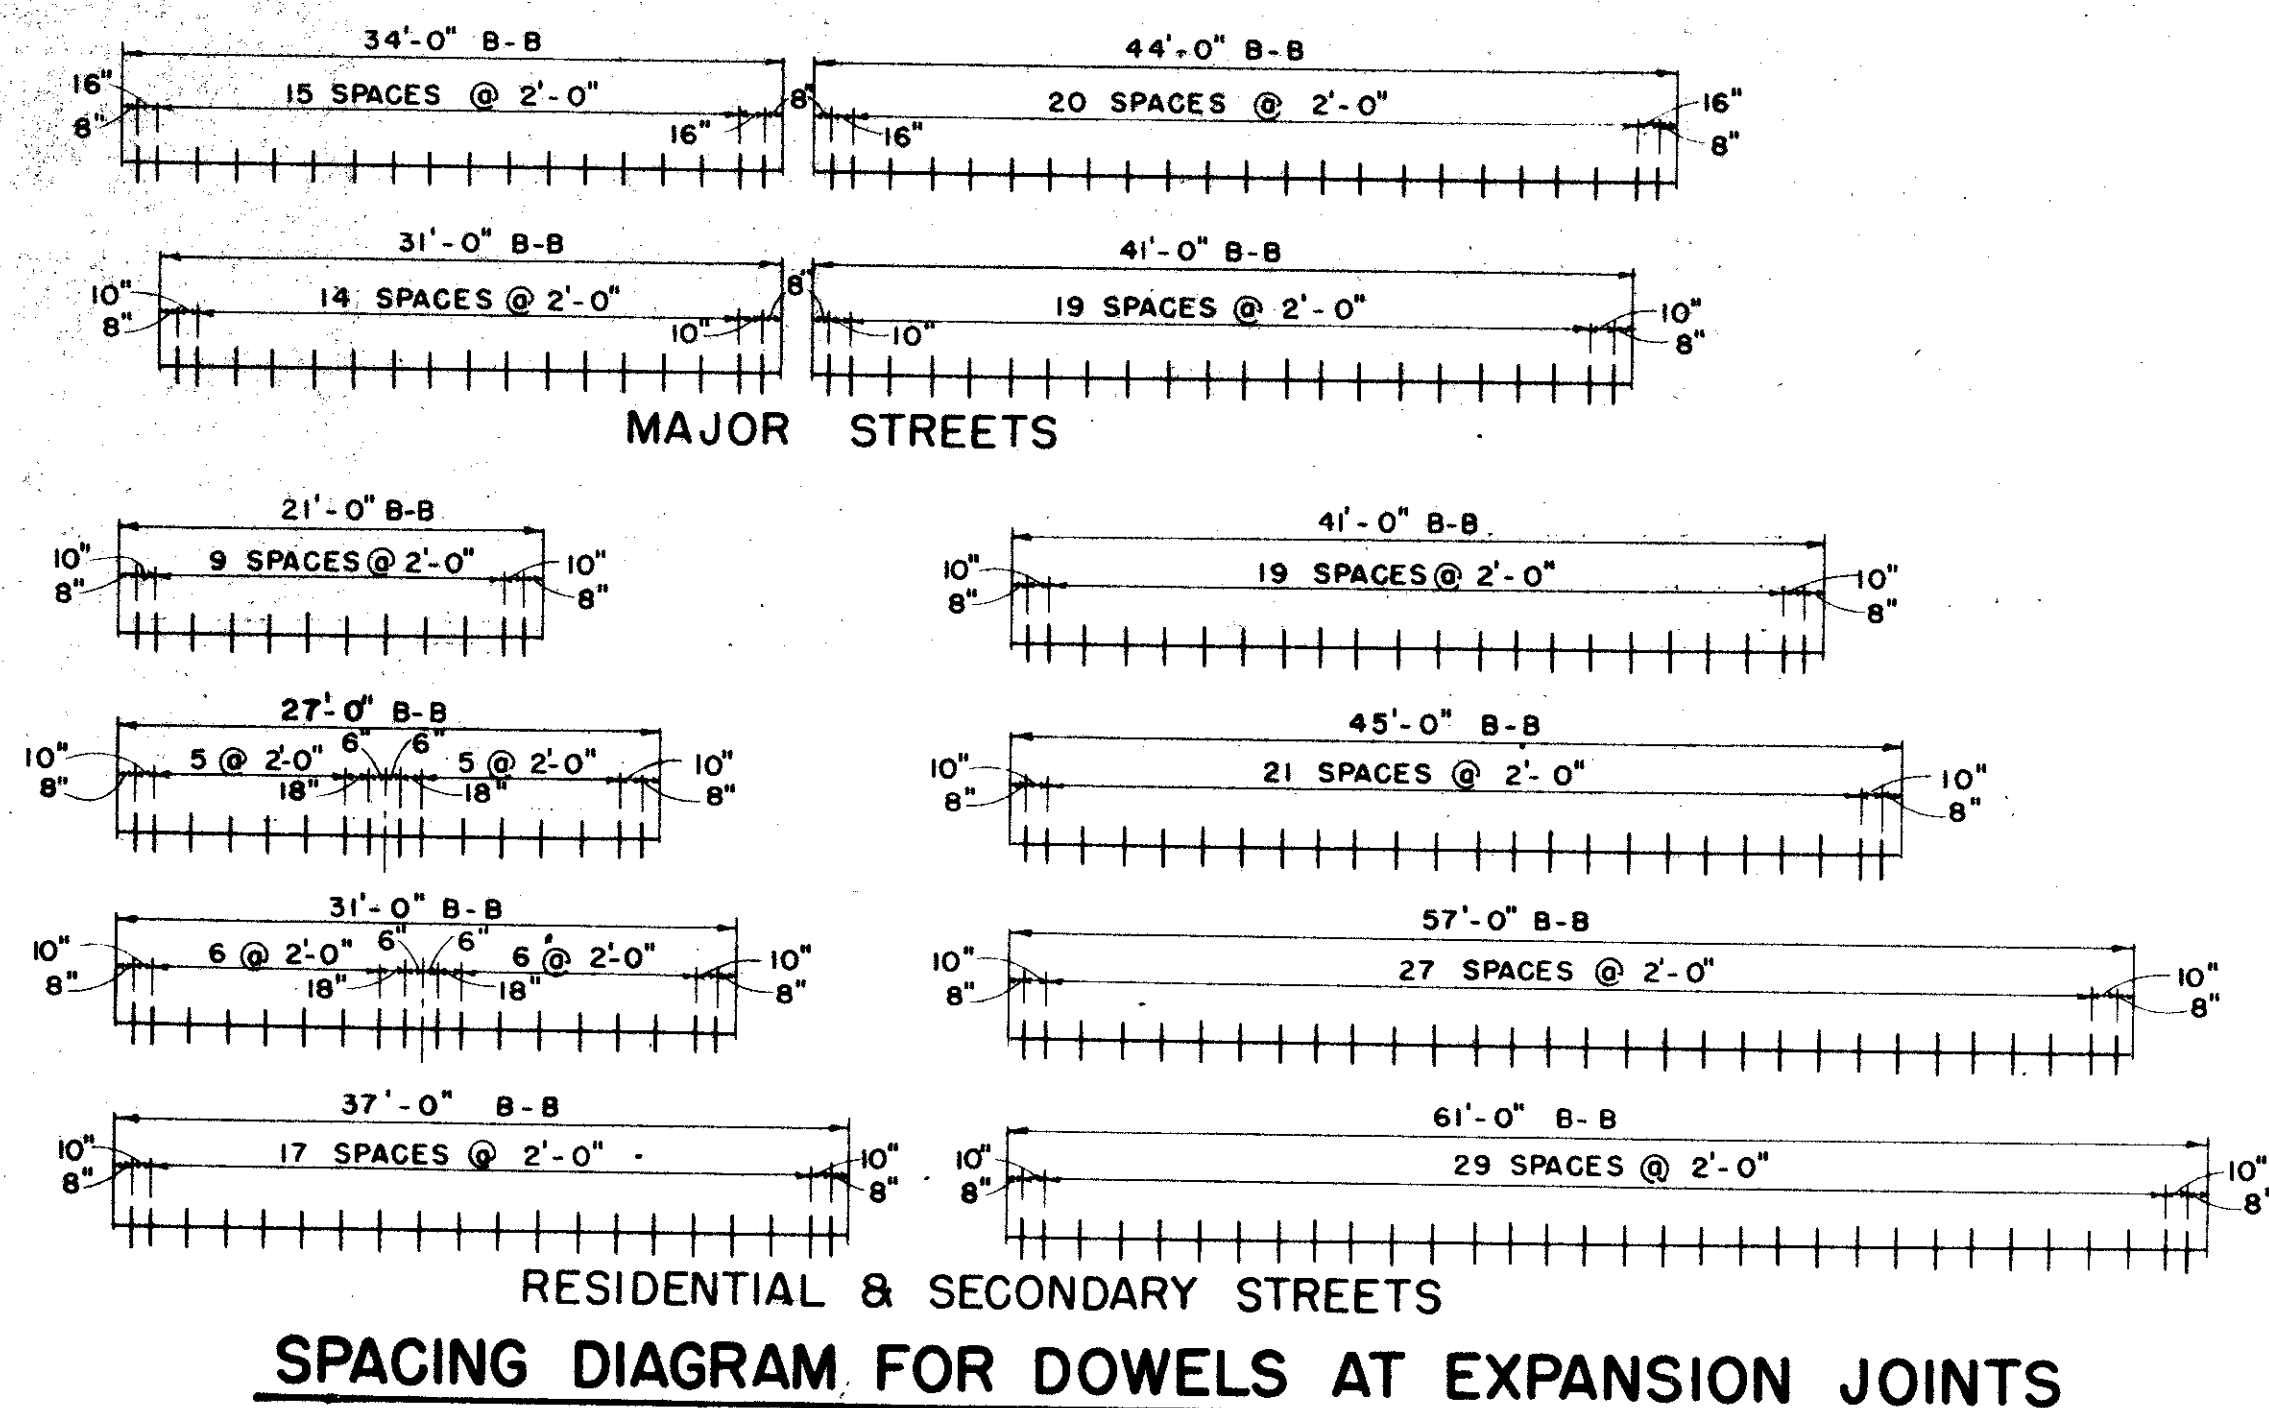 34'-0" B-B
16" 15 SPACES @ 2'-0" 8"
8" 16"
44'-0" B-B
20 SPACES @ 2'-0" 16"
16" 8"
31'-0" B-B
10" 14 SPACES @ 2'-0" 8"
8" 10"
41'-0" B-B
19 SPACES @ 2'-0" 10"
10" 8"
MAJOR STREETS
21'-0" B-B
10" 9 SPACES @ 2'-0" 10"
8" 8"
41'-0" B-B
10" 19 SPACES @ 2'-0" 10"
8" 8"
27'-0" B-B
6" 6"
10" 5 @ 2'-0" 5 @ 2'-0" 10"
8" 18" 18" 8"
45'-0" B-B
10" 21 SPACES @ 2'-0" 10"
8" 8"
31'-0" B-B
6" 6"
10" 6 @ 2'-0" 6 @ 2'-0" 10"
8" 18" 18" 8"
57'-0" B-B
10" 27 SPACES @ 2'-0" 10"
8" 8"
37'-0" B-B
10" 17 SPACES @ 2'-0" 10"
8" 8"
61'-0" B-B
10" 29 SPACES @ 2'-0" 10"
8" 8"
RESIDENTIAL & SECONDARY STREETS
SPACING DIAGRAM FOR DOWELS AT EXPANSION JOINTS